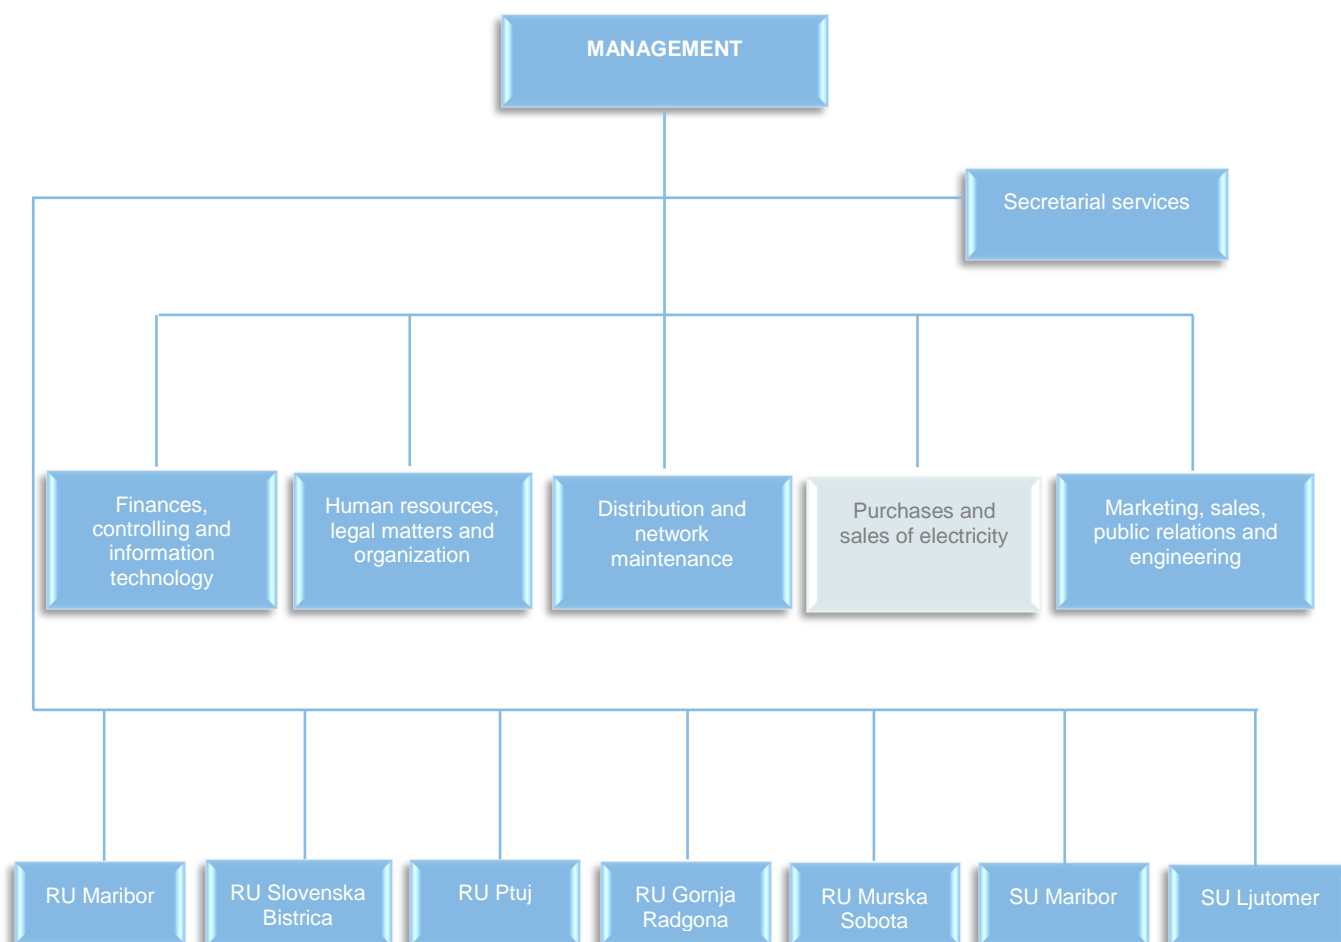 MANAGEMENT
Secretarial services
Finances,
controlling and
information
technology
Human resources,
legal matters and
organization
Distribution and
network
maintenance
Purchases and
sales of electricity
Marketing, sales,
public relations and
engineering
RU Maribor
RU Slovenska
Bistrica
RU Ptuj
RU Gornja
Radgona
RU Murska
Sobota
SU Maribor
SU Ljutomer